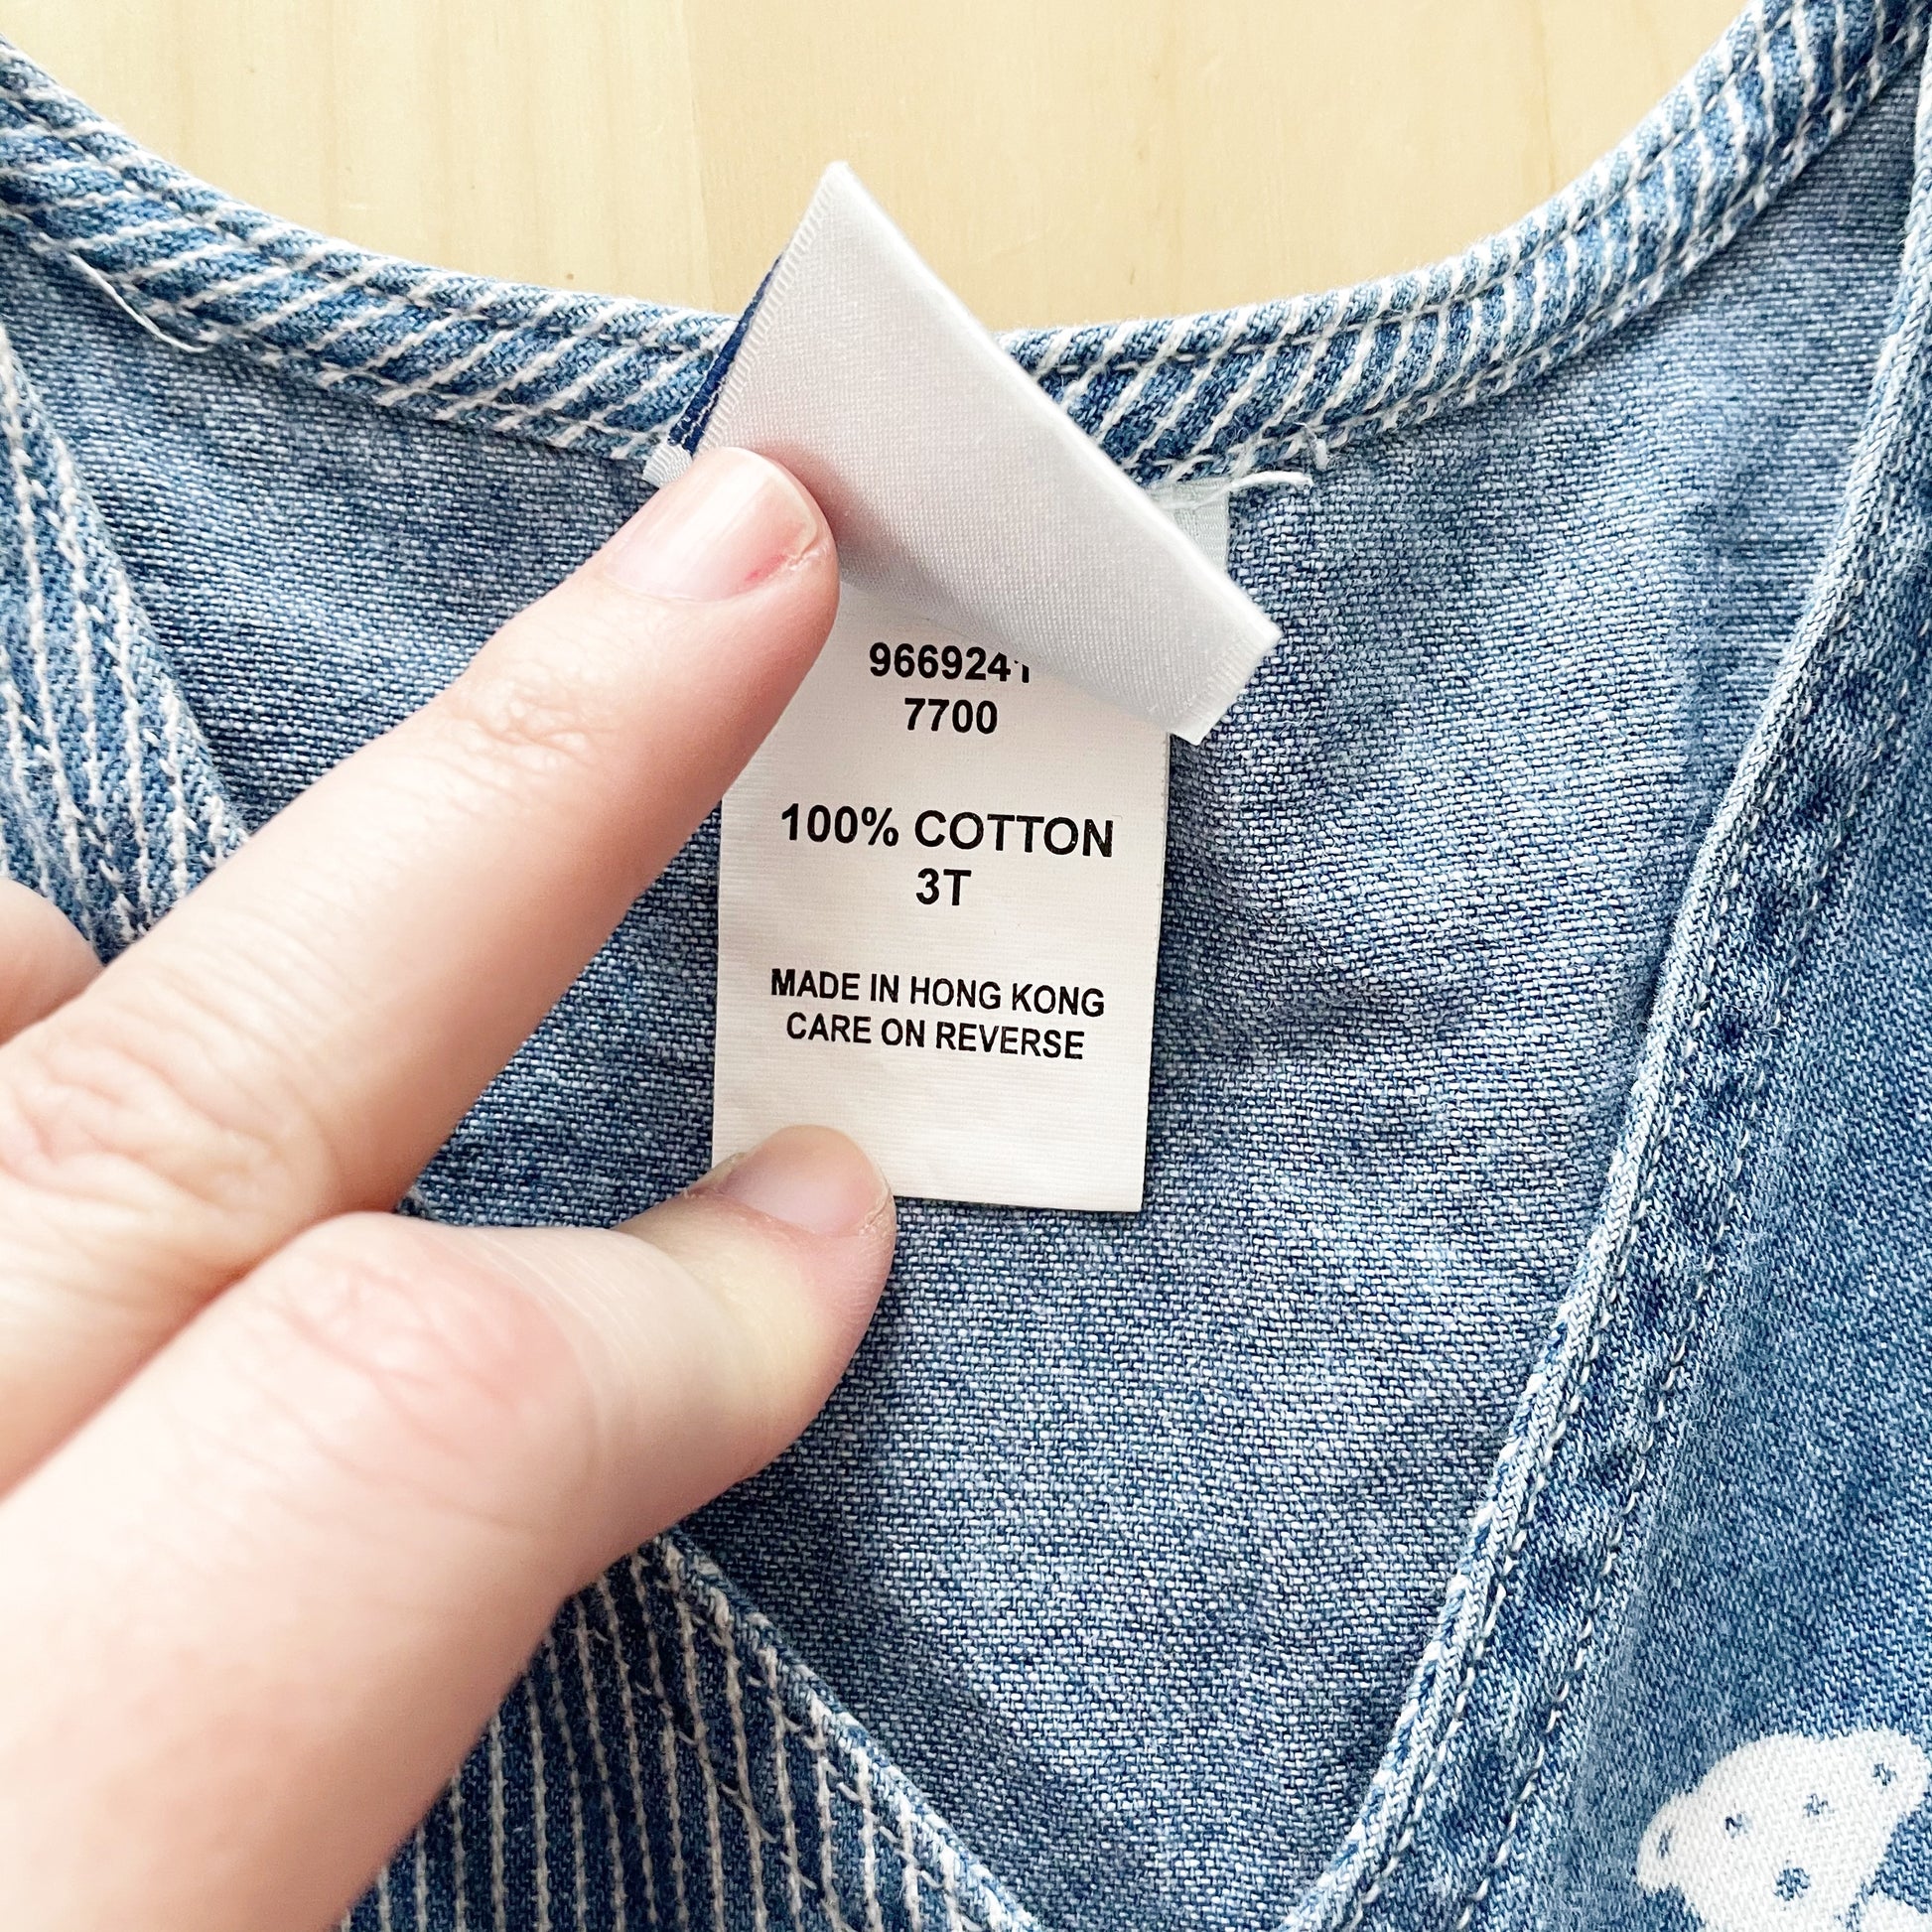 9669241
7700
100% COTTON
3T
MADE IN HONG KONG
CARE ON REVERSE